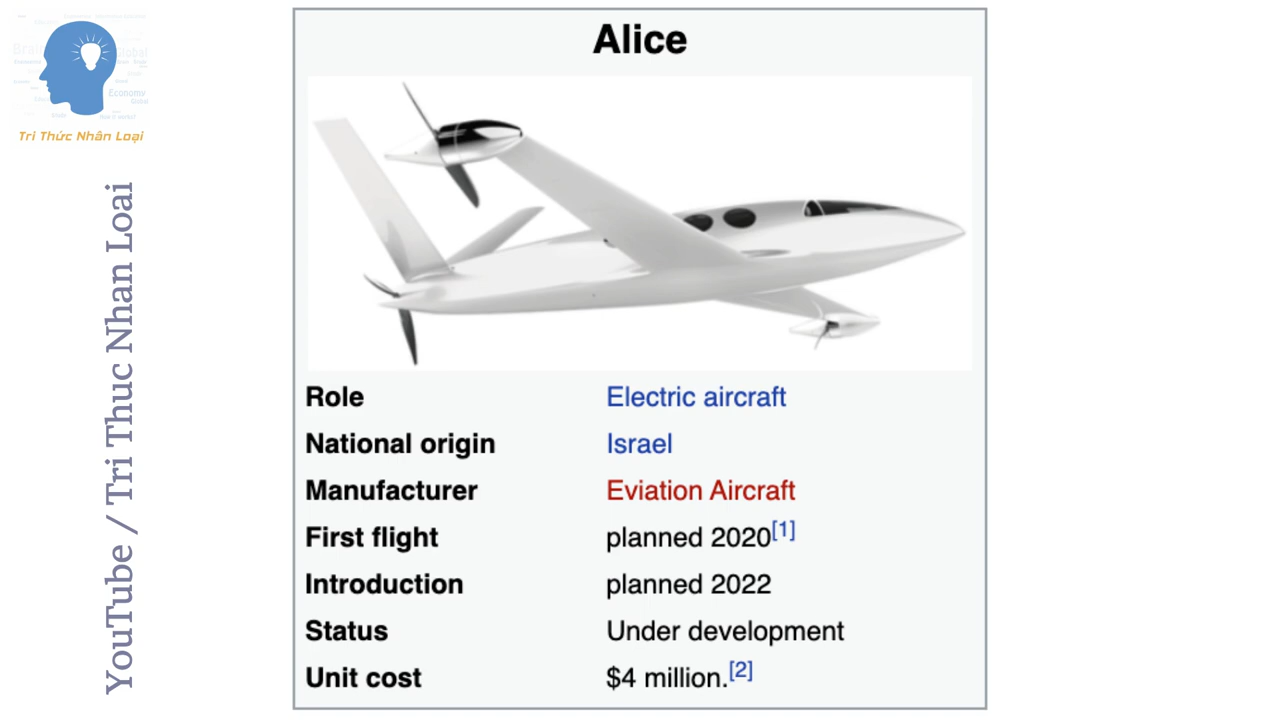 Alice
Role Electric aircraft
National origin Israel
Manufacturer Eviation Aircraft
First flight planned 2020[1]
Introduction planned 2022
Status Under development
Unit cost $4 million.[2]
Economy
Tri Thức Nhân Loại
YouTube / Tri Thuc Nhan Loai